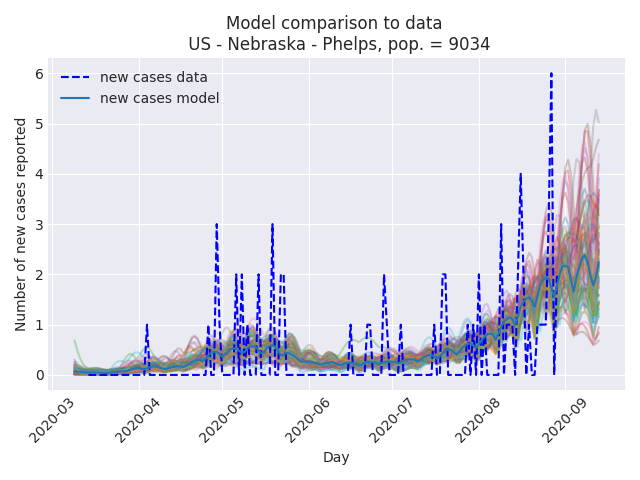 Model comparison to data
US - Nebraska - Phelps, pop. = 9034
new cases data
new cases model
Number of new cases reported
6
5
4
3
2
1
0
2020-03
2020-04
2020-05
2020-06
2020-07
2020-08
2020-09
Day